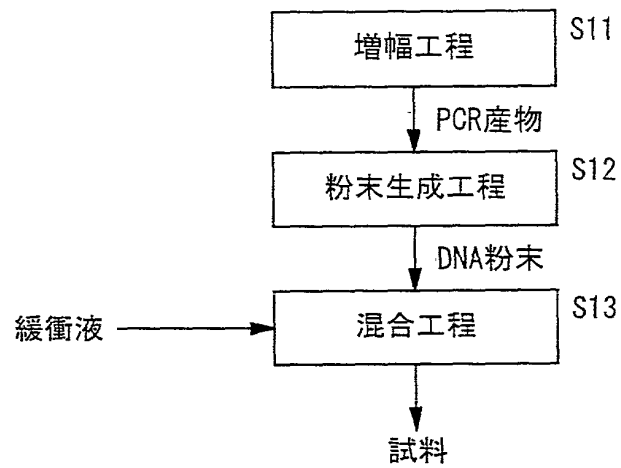 増幅工程 S11
PCR産物
粉末生成工程 S12
DNA粉末
混合工程 S13
緩衝液
試料